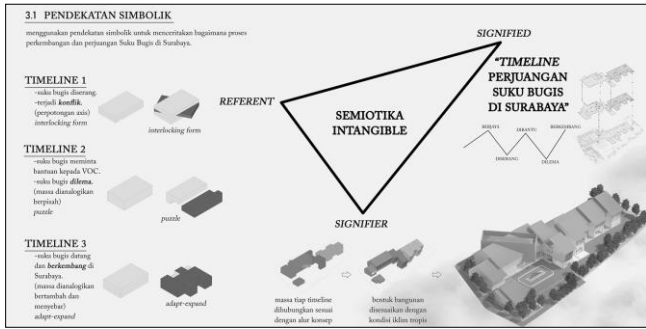 3.1 PENDEKATAN SIMBOLIK
menggunakan pendekatan simbolik untuk menceritakan bagaimana proses
perkembangan dan perjuangan Suku Bugis di Surabaya.
TIMELINE 1
-suku bugis diserang.
-terjadi konflik.
(perpotongan axis)
interlocking form
interlocking form
TIMELINE 2
-suku bugis meminta
bantuan kepada VOC.
-suku bugis dilema.
(massa dianalogikan
berpisah)
puzzle
puzzle
TIMELINE 3
-suku bugis datang
dan berkembang di
Surabaya.
(massa dianalogikan
bertambah dan
menyebar)
adapt-expand
adapt-expand
REFERENT
SIGNIFIED
SEMIOTIKA
INTANGIBLE
SIGNIFIER
"TIMELINE
PERJUANGAN
SUKU BUGIS
DI SURABAYA"
BERJAYA
DIBANTU
BERKEMBANG
DISERANG
DILEMA
massa tiap timeline
dihubungkan sesuai
dengan alur konsep
bentuk bangunan
disesuaikan dengan
kondisi iklim tropis